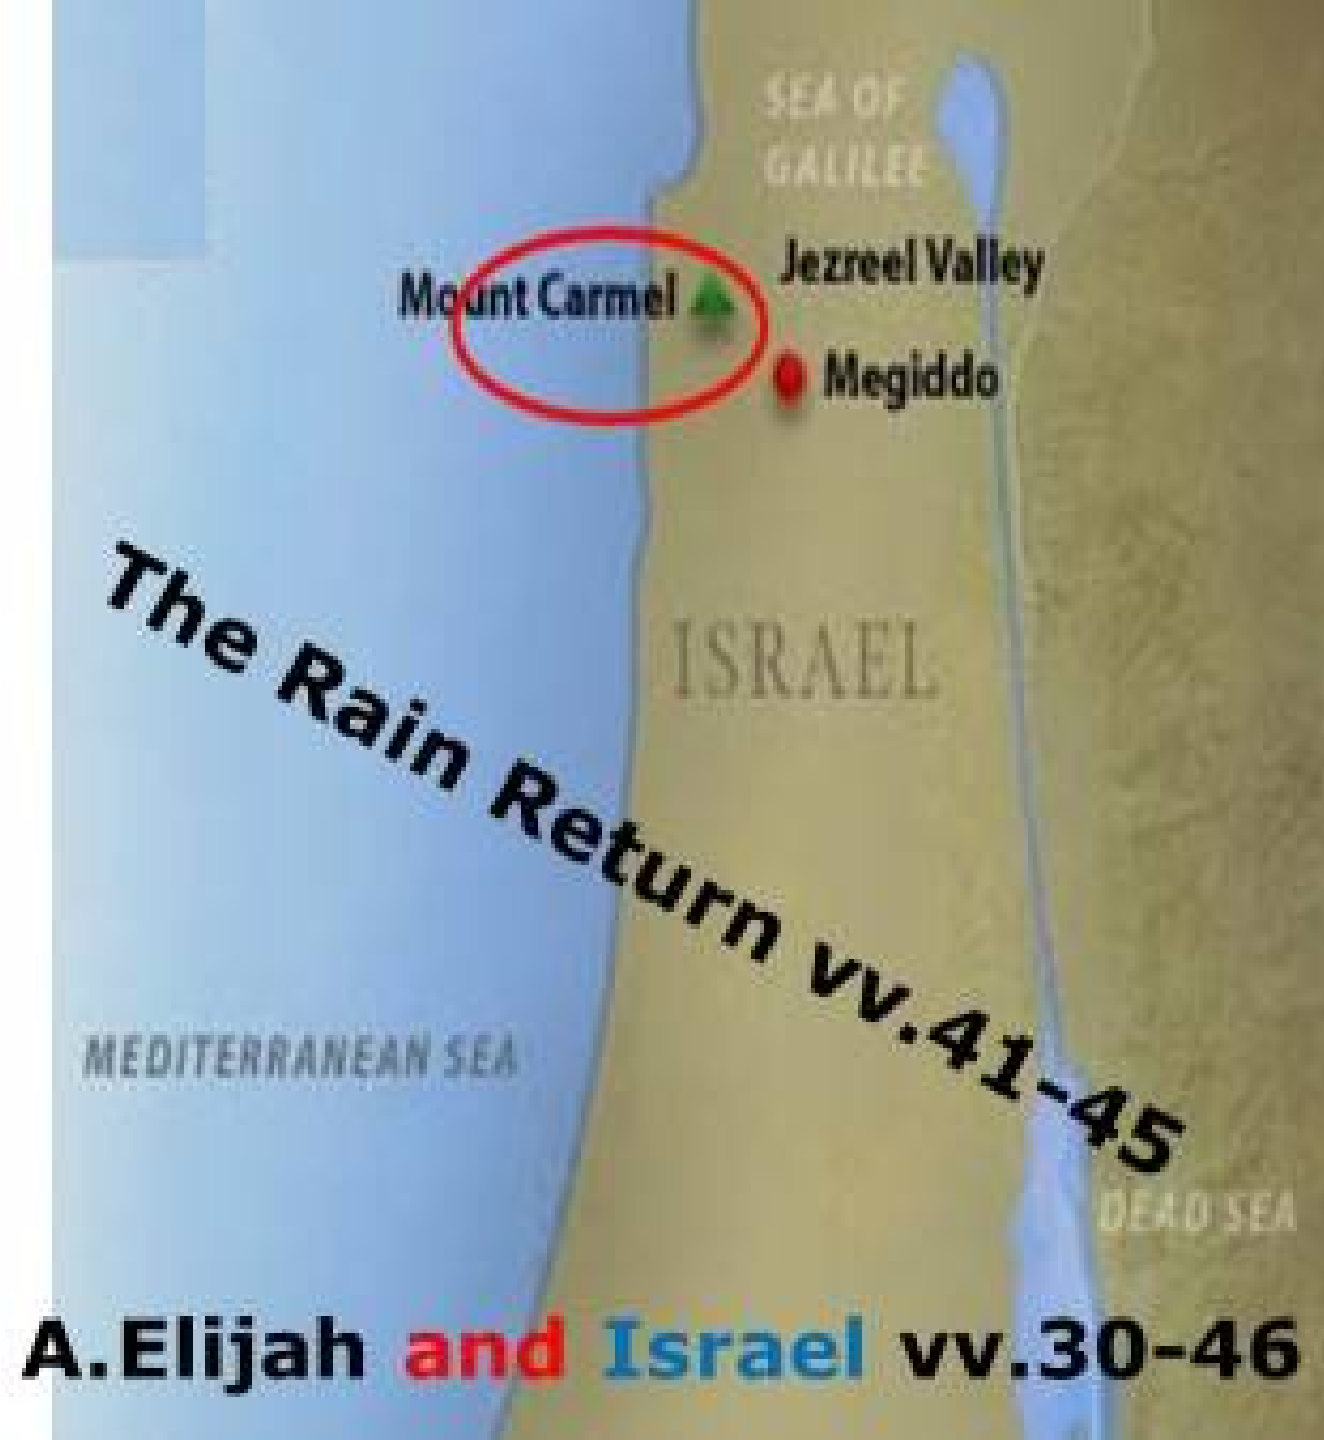 SEA OF
GALILEE
Jezreel Valley
Mount Carmel
Megiddo
ISRAEL
The Rain Return vv.41-45
MEDITERRANEAN SEA
DEAD SEA
A.Elijah and Israel vv.30-46